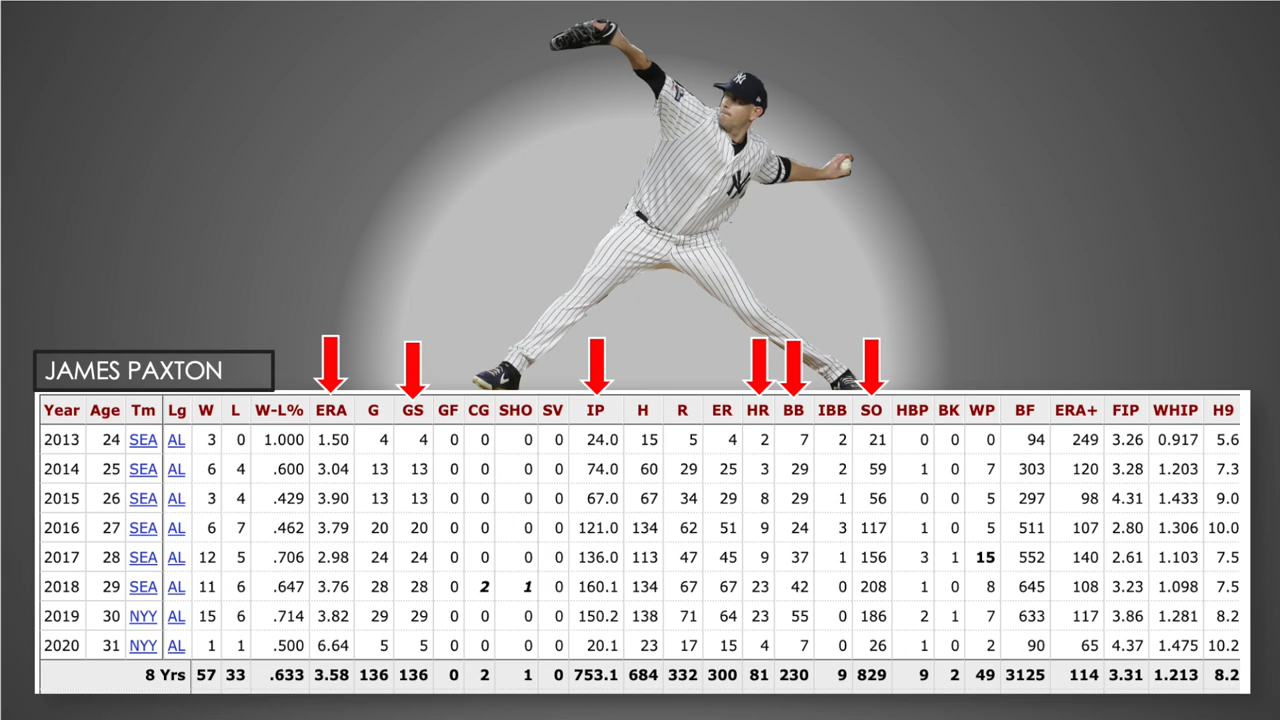 NY
NY
JAMES PAXTON
Year Age Tm Lg W L W-L% ERA G GS GF CG SHO SV IP H R ER HR BB IBB SO HBP BK WP BF ERA+ FIP WHIP H9
2013 24 SEA AL 3 0 1.000 1.50 4 4 0 0 0 0 24.0 15 5 4 2 7 2 21 0 0 0 94 249 3.26 0.917 5.6
2014 25 SEA AL 6 4 .600 3.04 13 13 0 0 0 0 74.0 60 29 25 3 29 2 59 1 0 7 303 120 3.28 1.203 7.3
2015 26 SEA AL 3 4 .429 3.90 13 13 0 0 0 0 67.0 67 34 29 8 29 1 56 0 0 5 297 98 4.31 1.433 9.0
2016 27 SEA AL 6 7 .462 3.79 20 20 0 0 0 0 121.0 134 62 51 9 24 117 1 0 5 511 107 2.80 1.306 10.0
2017 28 SEA AL 12 5 .706 2.98 24 24 0 0 0 0 136.0 113 47 45 9 37 1 156 3 1 15 552 140 2.61 1.103 7.5
2018 29 SEA AL 11 6 .647 3.76 28 28 0 2 1 0 160.1 134 67 67 23 42 0 208 1 0 8 645 108 3.23 1.098 7.5
2019 30 NYY AL 15 6 .714 3.82 29 29 0 0 0 0 150.2 138 71 64 23 55 2 186 2 1 7 633 117 3.86 1.281 8.2
2020 31 NYY AL 1 1 .500 6.64 5 5 0 0 0 0 20.1 23 17 15 4 7 0 26 1 0 2 90 65 4.37 1.475 10.2
8 Yrs 57 33 .633 3.58 136 136 0 2 1 0 753.1 684 332 300 81 230 9 829 9 2 49 3125 114 3.31 1.213 8.2